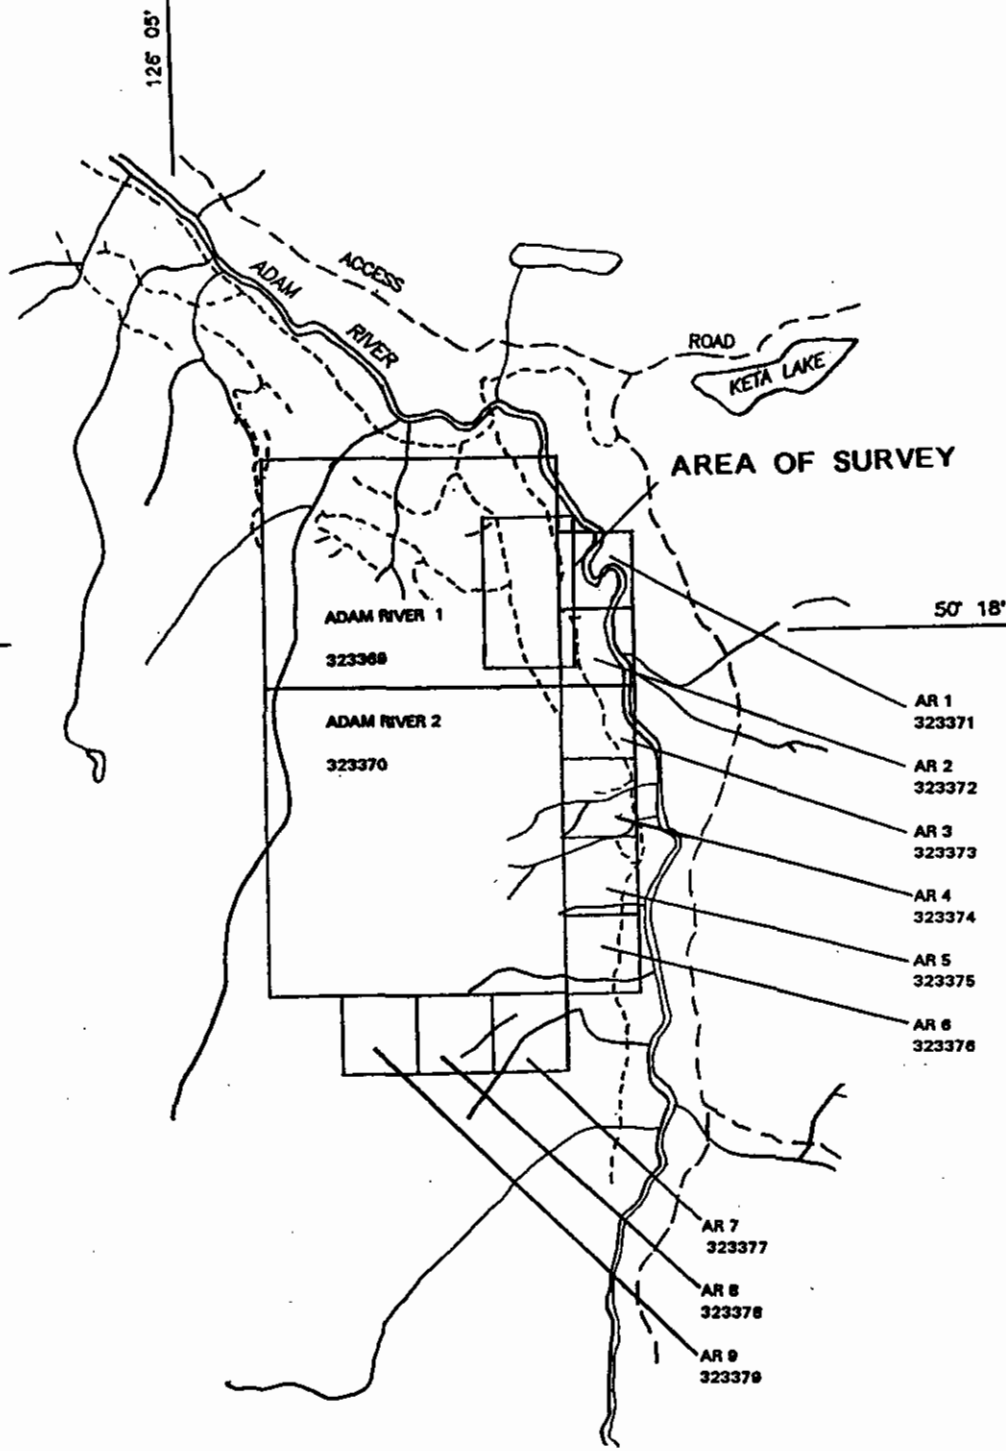 126° 05'
ADAM
RIVER
ACCESS
ROAD
KETA LAKE
AREA OF SURVEY
50° 18'
ADAM RIVER 1
323369
ADAM RIVER 2
323370
AR 1
323371
AR 2
323372
AR 3
323373
AR 4
323374
AR 5
323375
AR 6
323376
AR 7
323377
AR 8
323378
AR 9
323379